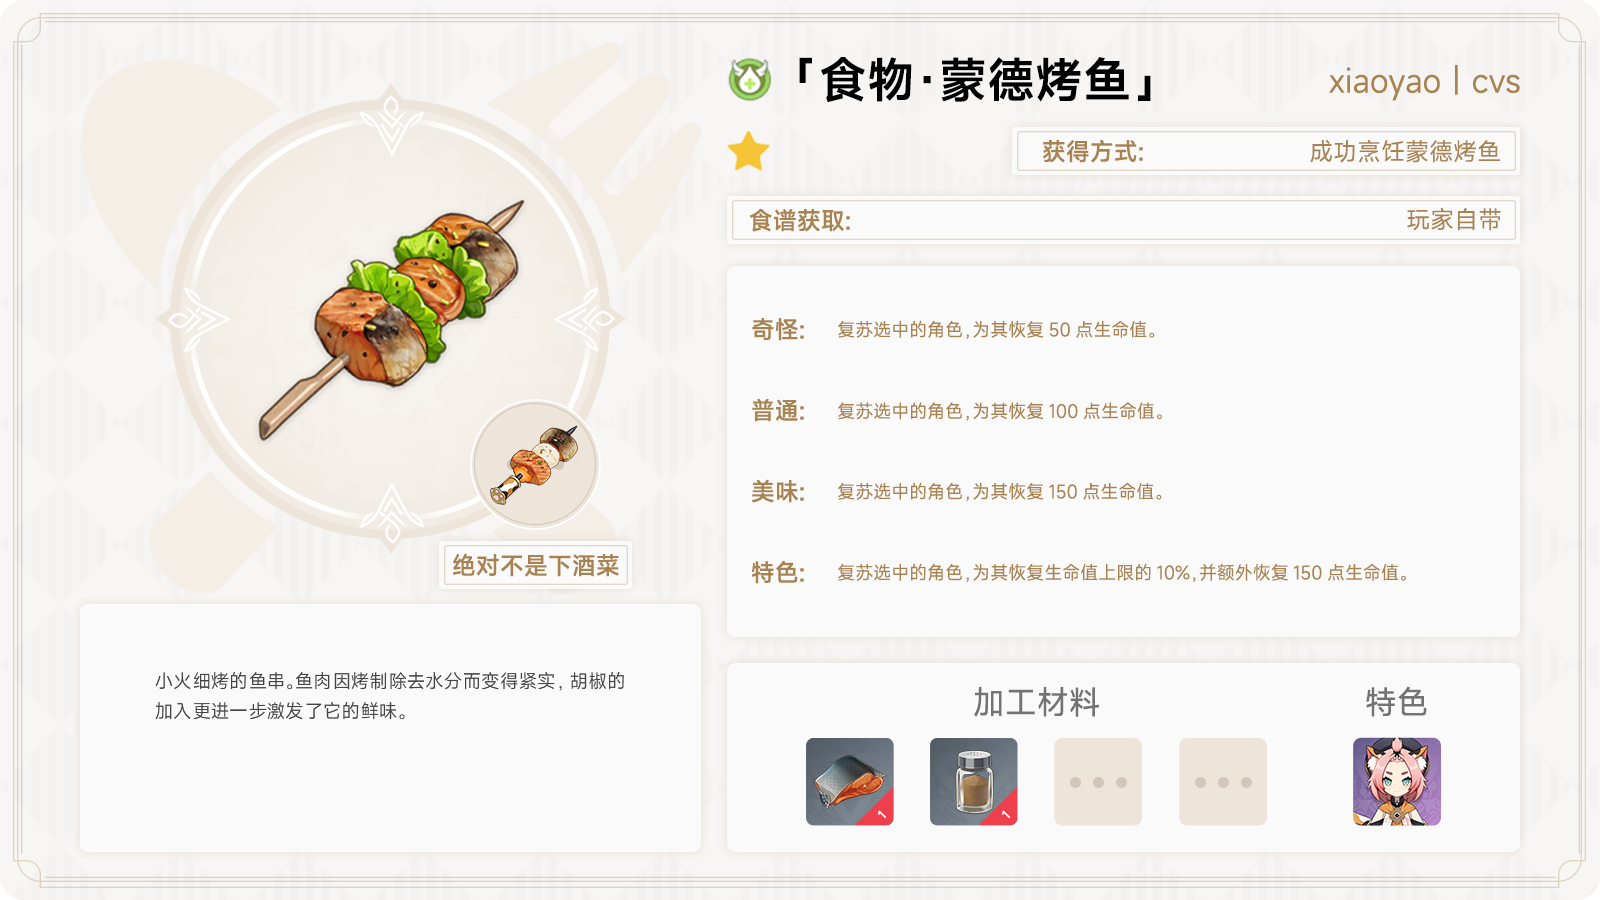 「食物·蒙德烤鱼」
xiaoyao | cvs
获得方式: 成功烹饪蒙德烤鱼
食谱获取: 玩家自带
奇怪: 复苏选中的角色,为其恢复 50 点生命值。
普通: 复苏选中的角色,为其恢复 100 点生命值。
美味: 复苏选中的角色,为其恢复 150 点生命值。
特色: 复苏选中的角色,为其恢复生命值上限的 10%,并额外恢复 150 点生命值。
绝对不是下酒菜
小火细烤的鱼串。鱼肉因烤制除去水分而变得紧实, 胡椒的
加入更进一步激发了它的鲜味。
加工材料
特色
1
1